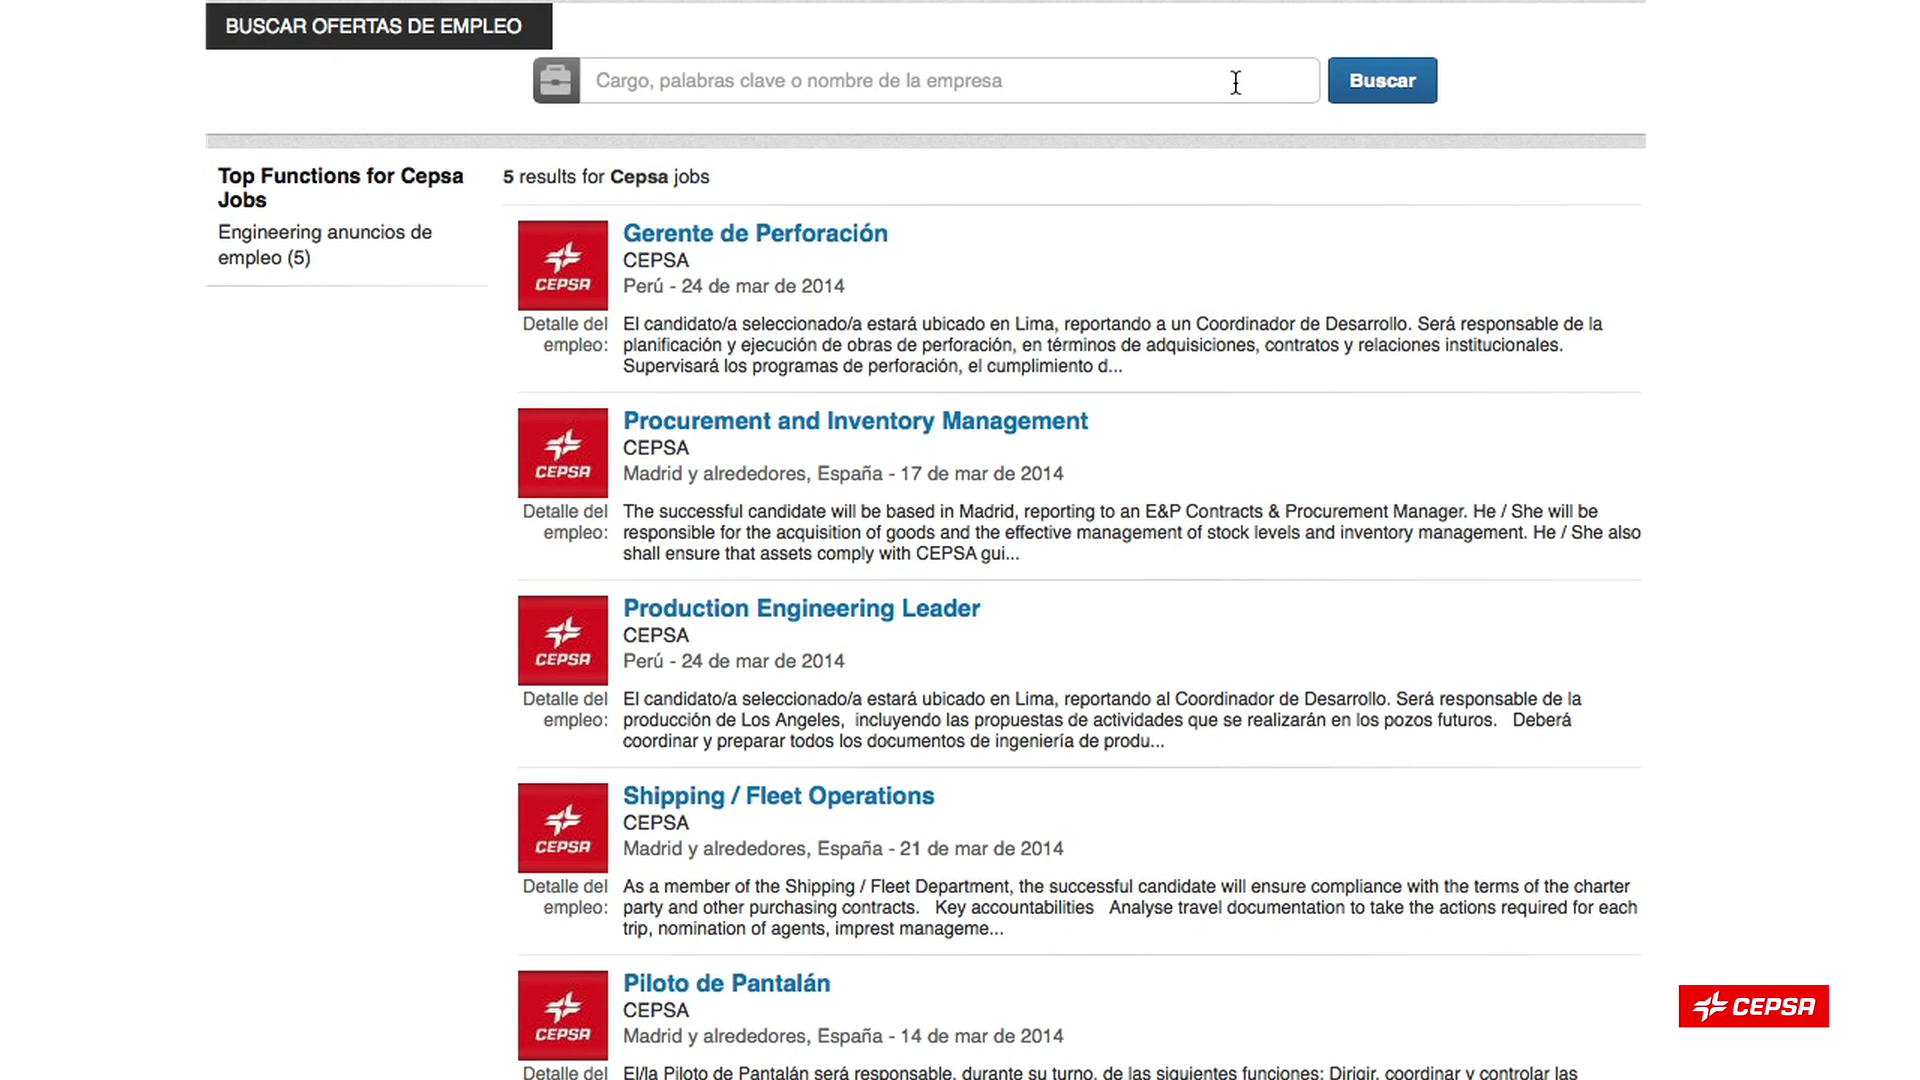 BUSCAR OFERTAS DE EMPLEO
Cargo, palabras clave o nombre de la empresa
Buscar
Top Functions for Cepsa
Jobs
Engineering anuncios de
empleo (5)
5 results for Cepsa jobs
CEPSA
Gerente de Perforación
CEPSA
Perú - 24 de mar de 2014
Detalle del
empleo:
El candidato/a seleccionado/a estará ubicado en Lima, reportando a un Coordinador de Desarrollo. Será responsable de la
planificación y ejecución de obras de perforación, en términos de adquisiciones, contratos y relaciones institucionales.
Supervisará los programas de perforación, el cumplimiento d...
CEPSA
Procurement and Inventory Management
CEPSA
Madrid y alrededores, España - 17 de mar de 2014
Detalle del
empleo:
The successful candidate will be based in Madrid, reporting to an E&P Contracts & Procurement Manager. He / She will be
responsible for the acquisition of goods and the effective management of stock levels and inventory management. He / She also
shall ensure that assets comply with CEPSA gui...
CEPSA
Production Engineering Leader
CEPSA
Perú - 24 de mar de 2014
Detalle del
empleo:
El candidato/a seleccionado/a estará ubicado en Lima, reportando al Coordinador de Desarrollo. Será responsable de la
producción de Los Angeles, incluyendo las propuestas de actividades que se realizarán en los pozos futuros. Deberá
coordinar y preparar todos los documentos de ingeniería de produ...
CEPSA
Shipping / Fleet Operations
CEPSA
Madrid y alrededores, España - 21 de mar de 2014
Detalle del
empleo:
As a member of the Shipping / Fleet Department, the successful candidate will ensure compliance with the terms of the charter
party and other purchasing contracts. Key accountabilities Analyse travel documentation to take the actions required for each
trip, nomination of agents, imprest manageme...
CEPSA
Piloto de Pantalán
CEPSA
Madrid y alrededores, España - 14 de mar de 2014
Detalle del
El/la Piloto de Pantalán será responsable, durante su turno, de las siguientes funciones: Dirigir, coordinar y controlar las
CEPSA